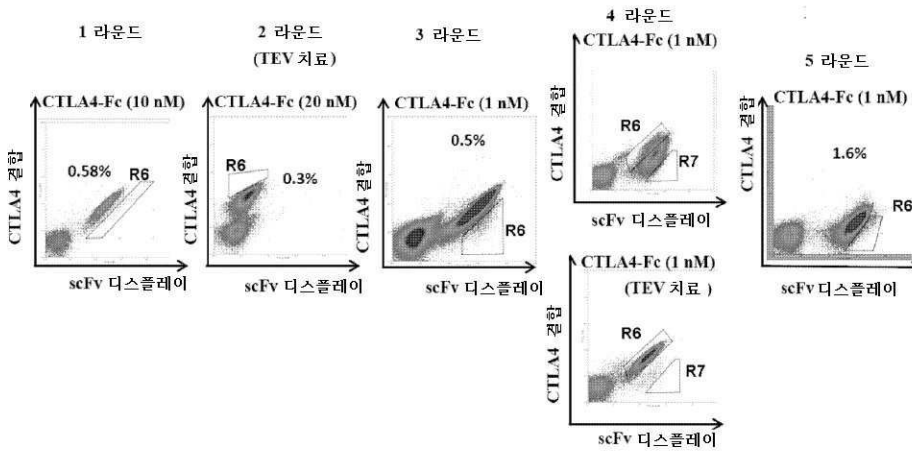 1 라운드
2 라운드
(TEV 치료)
3 라운드
4 라운드
CTLA4-Fc (1 nM)
5 라운드
CTLA4-Fc (10 nM)
CTLA4 결합
0.58%
R6
scFv 디스플레이
CTLA4-Fc (20 nM)
CTLA4 결합
R6
0.3%
scFv 디스플레이
CTLA4-Fc (1 nM)
CTLA4 결합
0.5%
R6
scFv 디스플레이
CTLA4 결합
R6
R7
scFv 디스플레이
CTLA4-Fc (1 nM)
(TEV 치료 )
CTLA4 결합
R6
R7
scFv 디스플레이
CTLA4-Fc (1 nM)
CTLA4 결합
1.6%
R6
scFv 디스플레이